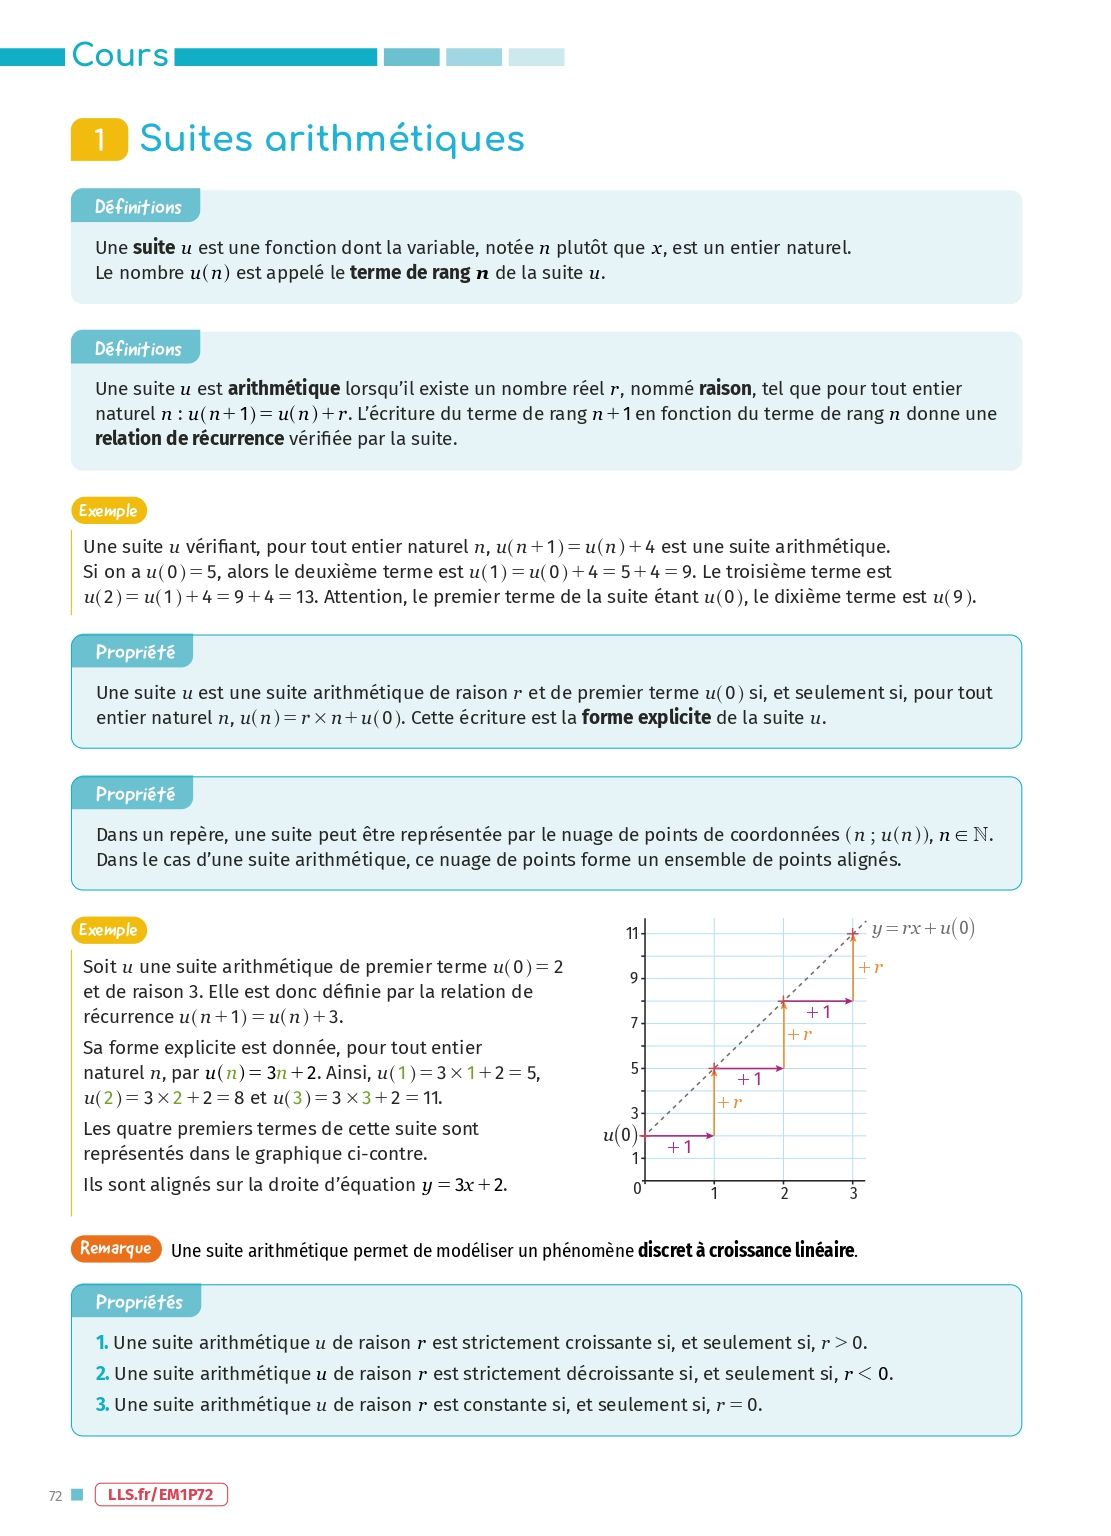 Cours
1 Suites arithmétiques
Définitions
Une suite u est une fonction dont la variable, notée n plutôt que x, est un entier naturel.
Le nombre u(n) est appelé le terme de rang n de la suite u.
Définitions
Une suite u est arithmétique lorsqu'il existe un nombre réel r, nommé raison, tel que pour tout entier
naturel n : u(n+1) = u(n)+r. L'écriture du terme de rang n+1 en fonction du terme de rang n donne une
relation de récurrence vérifiée par la suite.
Exemple
Une suite u vérifiant, pour tout entier naturel n, u(n+1) = u(n)+4 est une suite arithmétique.
Si on a u(0) = 5, alors le deuxième terme est u(1) = u(0)+4 = 5+4 = 9. Le troisième terme est
u(2) = u(1)+4 = 9+4 = 13. Attention, le premier terme de la suite étant u(0), le dixième terme est u(9).
Propriété
Une suite u est une suite arithmétique de raison r et de premier terme u(0) si, et seulement si, pour tout
entier naturel n, u(n) = r×n+u(0). Cette écriture est la forme explicite de la suite u.
Propriété
Dans un repère, une suite peut être représentée par le nuage de points de coordonnées (n ; u(n)), n ∈ ℕ.
Dans le cas d'une suite arithmétique, ce nuage de points forme un ensemble de points alignés.
Exemple
Soit u une suite arithmétique de premier terme u(0) = 2
et de raison 3. Elle est donc définie par la relation de
récurrence u(n+1) = u(n)+3.
Sa forme explicite est donnée, pour tout entier
naturel n, par u(n) = 3n+2. Ainsi, u(1) = 3×1+2 = 5,
u(2) = 3×2+2 = 8 et u(3) = 3×3+2 = 11.
Les quatre premiers termes de cette suite sont
représentés dans le graphique ci-contre.
Ils sont alignés sur la droite d'équation y = 3x+2.
y = rx+u(0)
11
+r
9
+1
7
+r
5
+1
3
+r
u(0)
+1
1
0
1
2
3
Remarque Une suite arithmétique permet de modéliser un phénomène discret à croissance linéaire.
Propriétés
1. Une suite arithmétique u de raison r est strictement croissante si, et seulement si, r > 0.
2. Une suite arithmétique u de raison r est strictement décroissante si, et seulement si, r < 0.
3. Une suite arithmétique u de raison r est constante si, et seulement si, r = 0.
72 LLS.fr/EM1P72